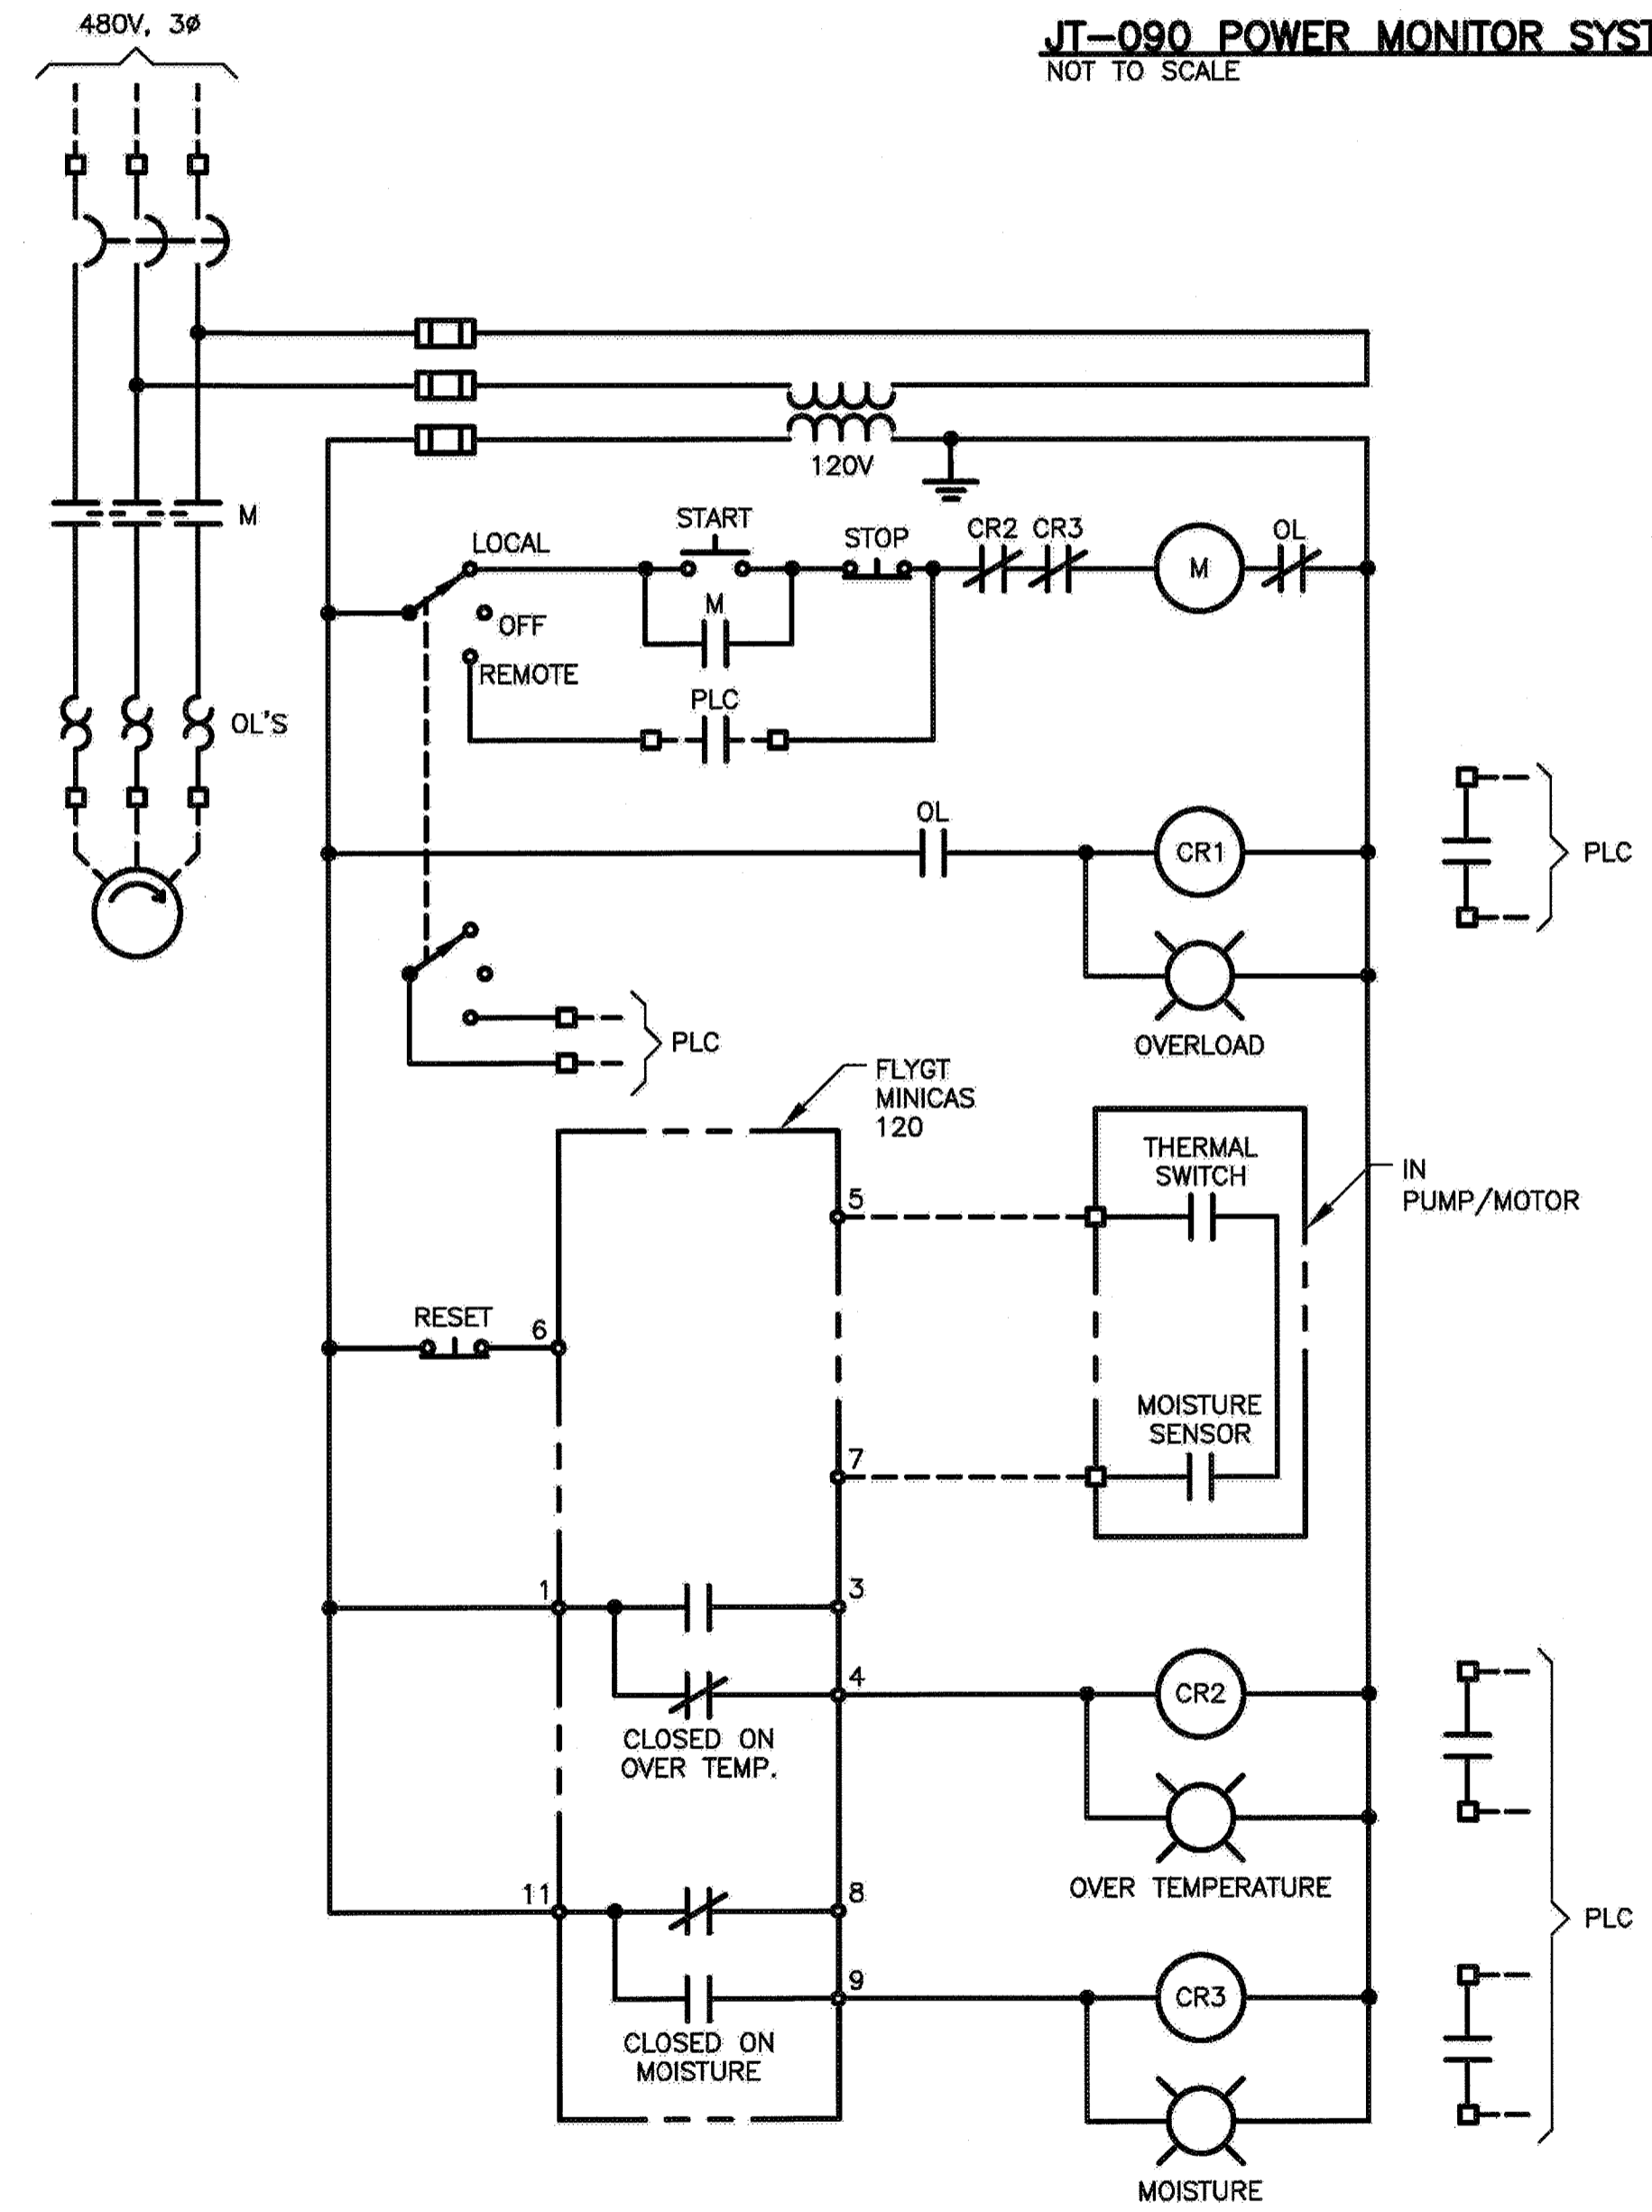 480V, 3ø
JT-090 POWER MONITOR SYST
NOT TO SCALE
120V
M
START
STOP
CR2 CR3
OL
LOCAL
M
M
OFF
REMOTE
PLC
OL'S
OL
CR1
PLC
OVERLOAD
PLC
FLYGT
MINICAS
120
THERMAL
SWITCH
IN
PUMP/MOTOR
5
RESET
6
MOISTURE
SENSOR
7
1
3
4
CR2
CLOSED ON
OVER TEMP.
OVER TEMPERATURE
11
8
PLC
9
CR3
CLOSED ON
MOISTURE
MOISTURE